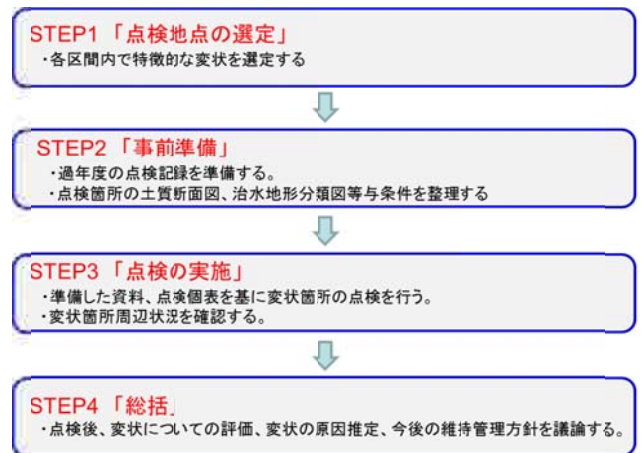 STEP1「点検地点の選定」
・各区間内で特徴的な変状を選定する
STEP2「事前準備」
・過年度の点検記録を準備する。
・点検箇所の土質断面図、治水地形分類図等与条件を整理する
STEP3「点検の実施」
・準備した資料、点検個表を基に変状箇所の点検を行う。
・変状箇所周辺状況を確認する。
STEP4「総括」
・点検後、変状についての評価、変状の原因推定、今後の維持管理方針を議論する。